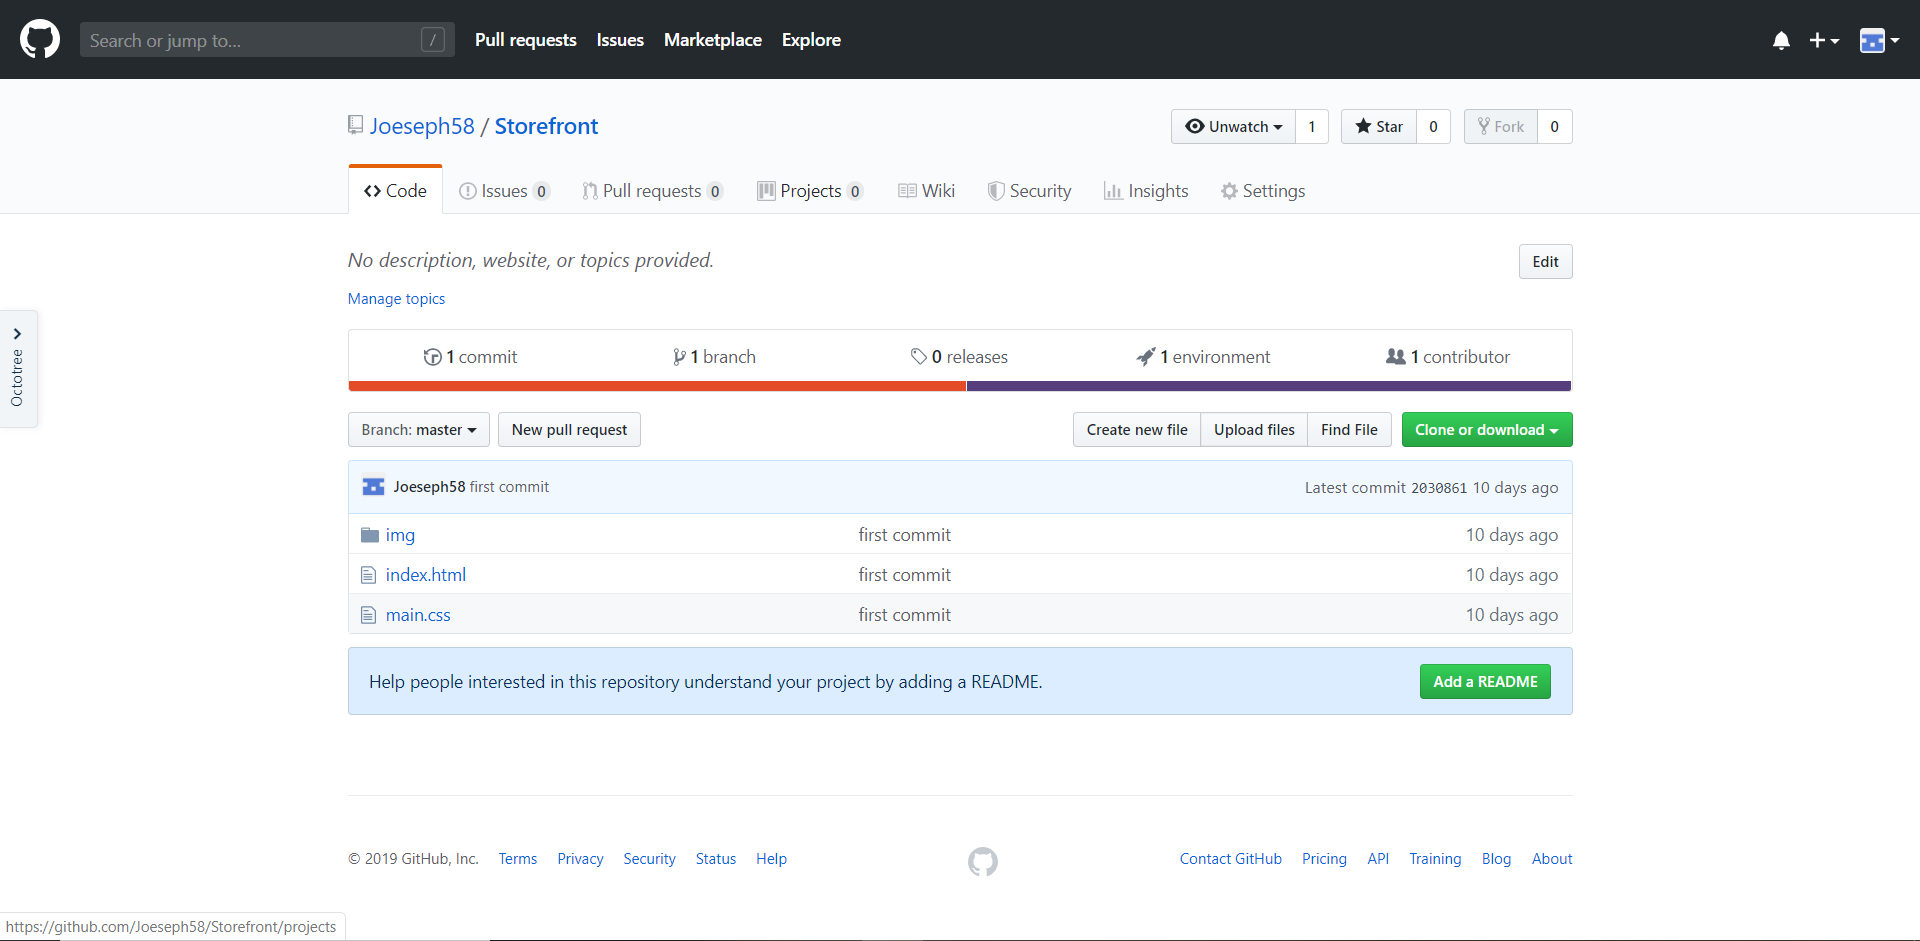 Search or jump to... /
Pull requests Issues Marketplace Explore
Joeseph58 / Storefront
Unwatch 1 Star 0 Fork 0
Code Issues 0 Pull requests 0 Projects 0 Wiki Security Insights Settings
No description, website, or topics provided.
Edit
Manage topics
Octotree
1 commit 1 branch 0 releases 1 environment 1 contributor
Branch: master New pull request Create new file Upload files Find File Clone or download
Joeseph58 first commit Latest commit 2030861 10 days ago
img first commit 10 days ago
index.html first commit 10 days ago
main.css first commit 10 days ago
Help people interested in this repository understand your project by adding a README. Add a README
© 2019 GitHub, Inc. Terms Privacy Security Status Help Contact GitHub Pricing API Training Blog About
https://github.com/Joeseph58/Storefront/projects